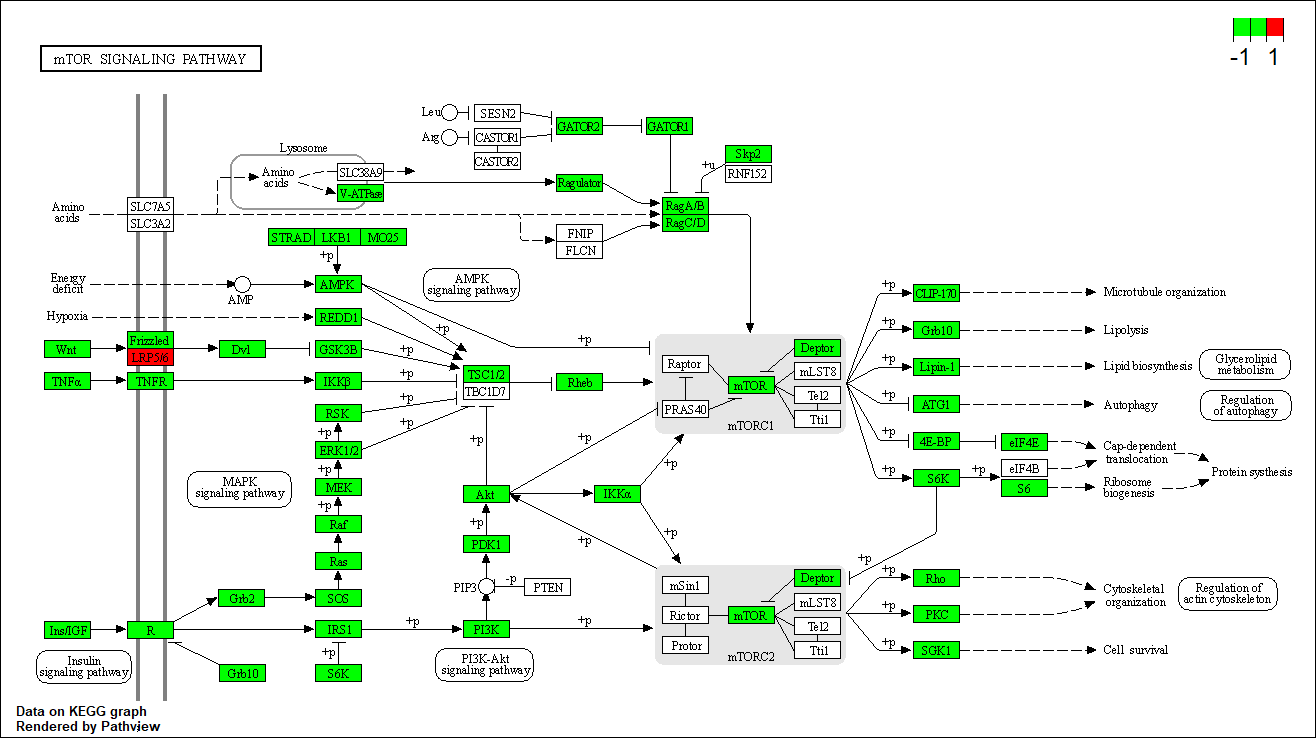 -1 1
mTOR SIGNALING PATHWAY
Leu
SESN2
GATOR2
GATOR1
Arg
CASTOR1
CASTOR2
Lysosome
Amino
acids
SLC38A9
V-ATPase
Ragulator
Skp2
RNF152
+u
Amino
acids
SLC7A5
SLC3A2
RagA/B
RagC/D
FNIP
FLCN
STRAD LKB1 MO25
+p
Energy
deficit
AMP
AMPK
AMPK
signaling pathway
Hypoxia
REDD1
+p
+p
Wnt
Frizzled
LRP5/6
Dvl
GSK3B
+p
TNFα
TNFR
IKKβ
+p
TSC1/2
TBC1D7
Rheb
Raptor
PRAS40
mTOR
Deptor
mLST8
Tel2
Tti1
mTORC1
RSK
+p
+p
ERK1/2
+p
+p
MEK
+p
Raf
Ras
MAPK
signaling pathway
+p
Akt
+p
IKKα
+p
+p
+p
+p
PDK1
PIP3
-p
PTEN
+p
CLIP-170
Microtubule organization
+p
Grb10
Lipolysis
+p
Lipin-1
Lipid biosynthesis
Glycerolipid
metabolism
+p
ATG1
Autophagy
Regulation
of autophagy
+p
4E-BP
eIF4E
Cap-dependent
translocation
+p
S6K
+p
eIF4B
S6
Ribosome
biogenesis
Protein systhesis
+p
mSin1
Rictor
Protor
mTOR
Deptor
mLST8
Tel2
Tti1
mTORC2
+p
Rho
Cytoskeletal
organization
Regulation of
actin cytoskeleton
+p
PKC
+p
SGK1
Cell survival
Grb2
SOS
Ins/IGF
R
IRS1
+p
PI3K
+p
+p
Grb10
S6K
Insulin
signaling pathway
PI3K-Akt
signaling pathway
Data on KEGG graph
Rendered by Pathview